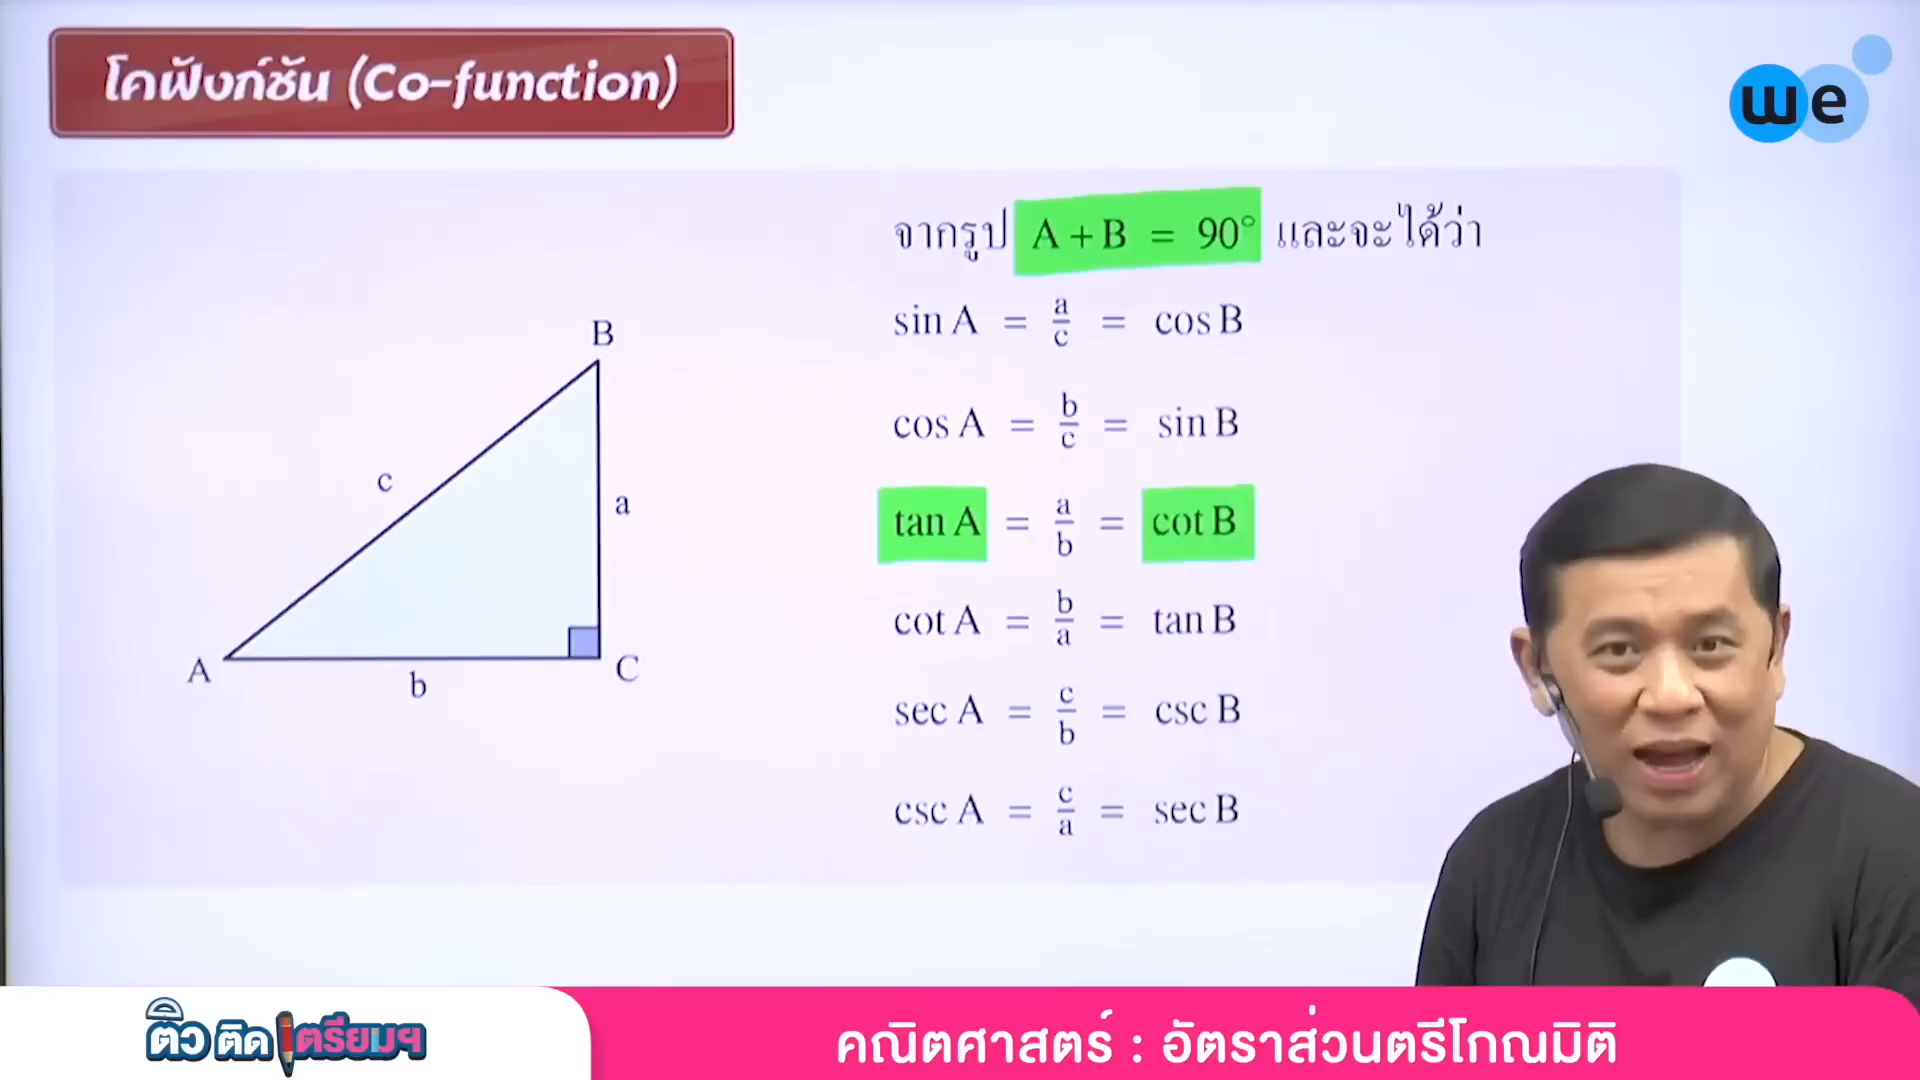 โคฟังก์ชัน (Co-function)
we
จากรูป A + B = 90° และจะได้ว่า
sin A = a/c = cos B
cos A = b/c = sin B
tan A = a/b = cot B
cot A = b/a = tan B
sec A = c/b = csc B
csc A = c/a = sec B
B
c
a
A
b
C
ติว ติด เตรียมฯ
คณิตศาสตร์ : อัตราส่วนตรีโกณมิติ